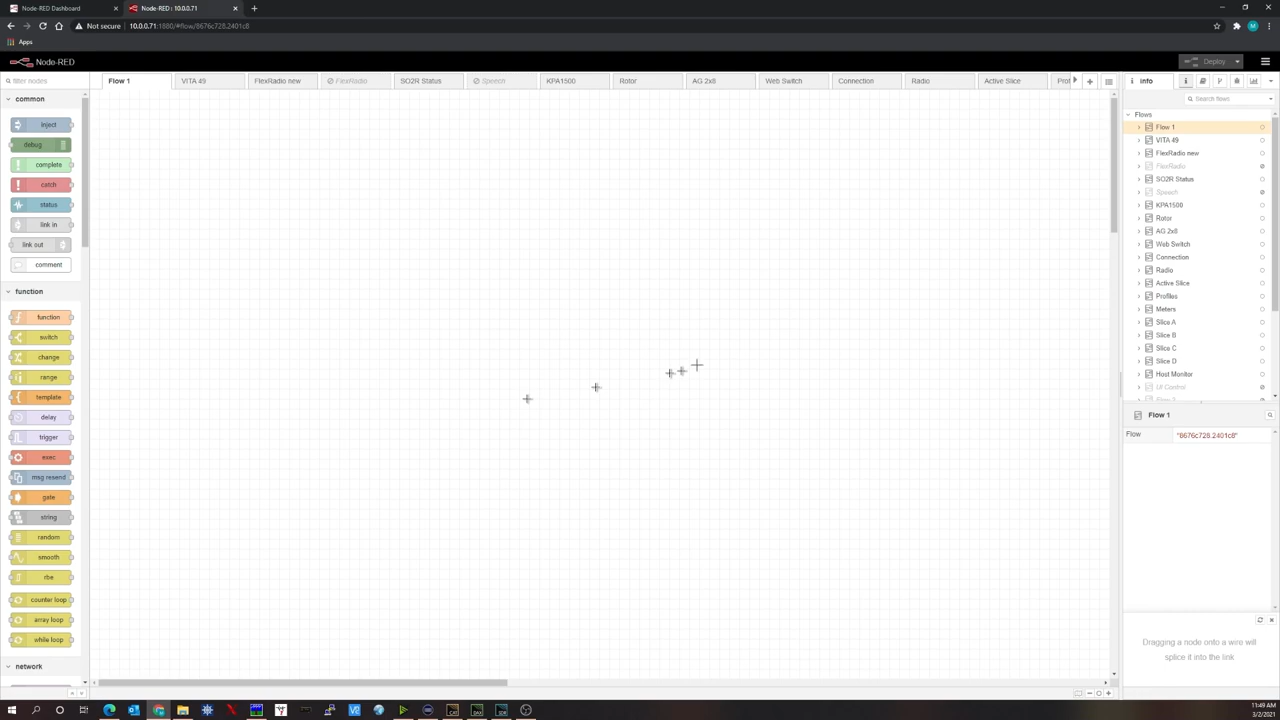 Node-RED Dashboard
Node-RED : 10.0.0.71
Not secure 10.0.0.71:1880/#flow/8676c728.2401c8
M
Apps
Node-RED
Deploy
filter nodes
Flow 1
VITA 49
FlexRadio new
FlexRadio
SO2R Status
Speech
KPA1500
Rotor
AG 2x8
Web Switch
Connection
Radio
Active Slice
Prof
info
common
inject
debug
complete
catch
status
link in
link out
comment
function
function
switch
change
range
template
delay
trigger
exec
msg resend
gate
string
random
smooth
rbe
counter loop
array loop
while loop
network
Search flows
Flows
Flow 1
VITA 49
FlexRadio new
FlexRadio
SO2R Status
Speech
KPA1500
Rotor
AG 2x8
Web Switch
Connection
Radio
Active Slice
Profiles
Meters
Slice A
Slice B
Slice C
Slice D
Host Monitor
UI Control
Flow 1
Flow "8676c728.2401c8"
Dragging a node onto a wire will
splice it into the link
11:49 AM
3/2/2021